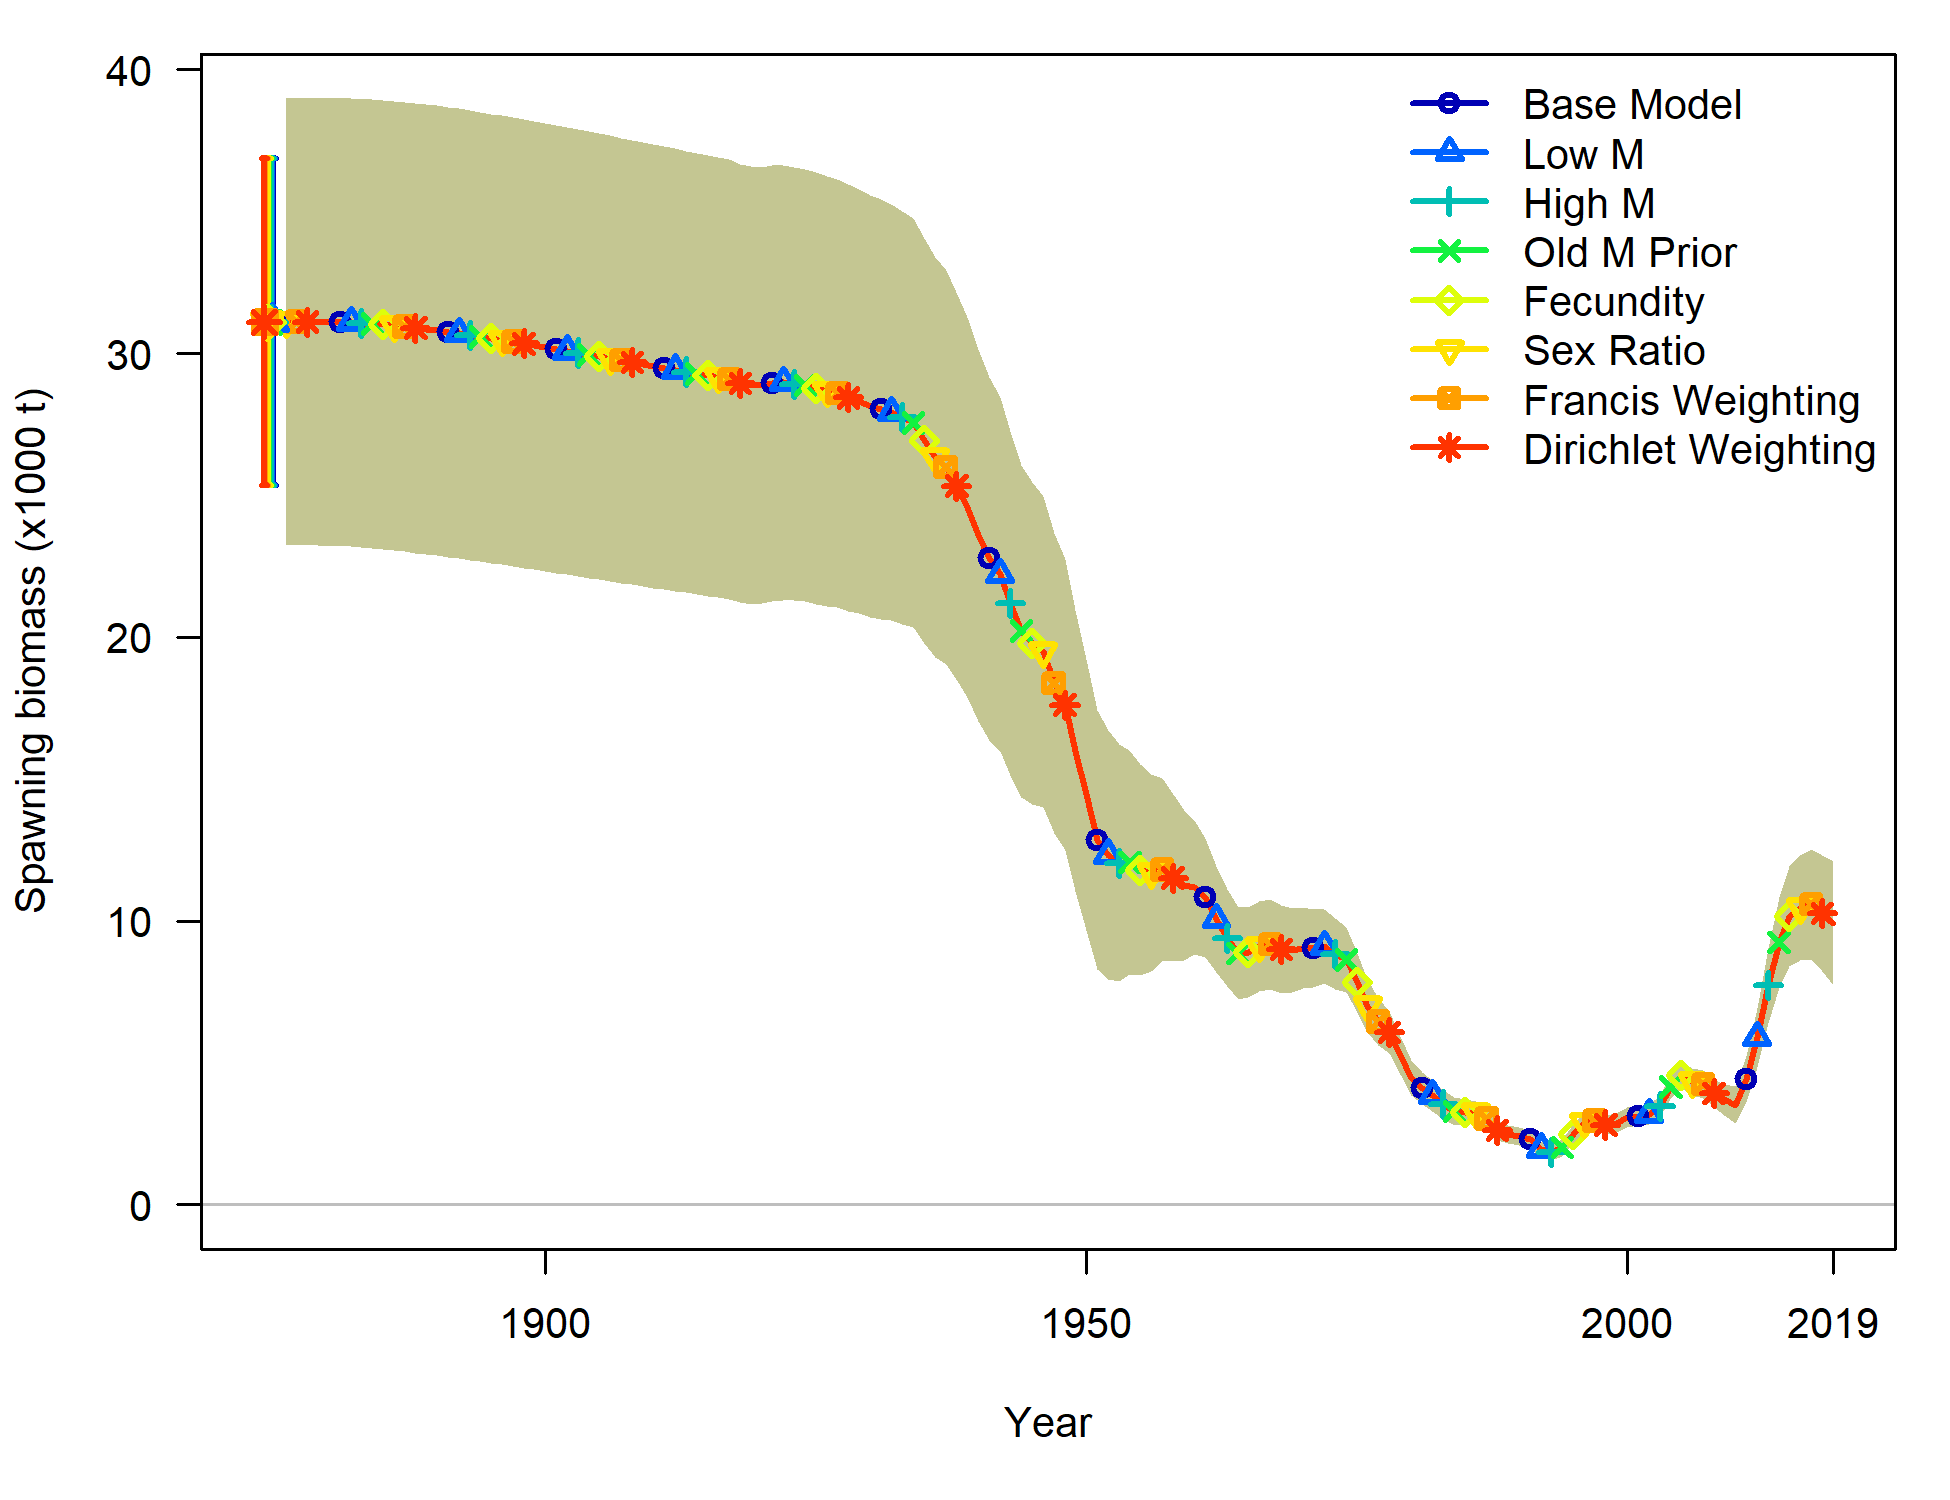 Spawning biomass (x1000 t)
40
30
20
10
0
Base Model
Low M
High M
Old M Prior
Fecundity
Sex Ratio
Francis Weighting
Dirichlet Weighting
1900 1950 2000 2019
Year